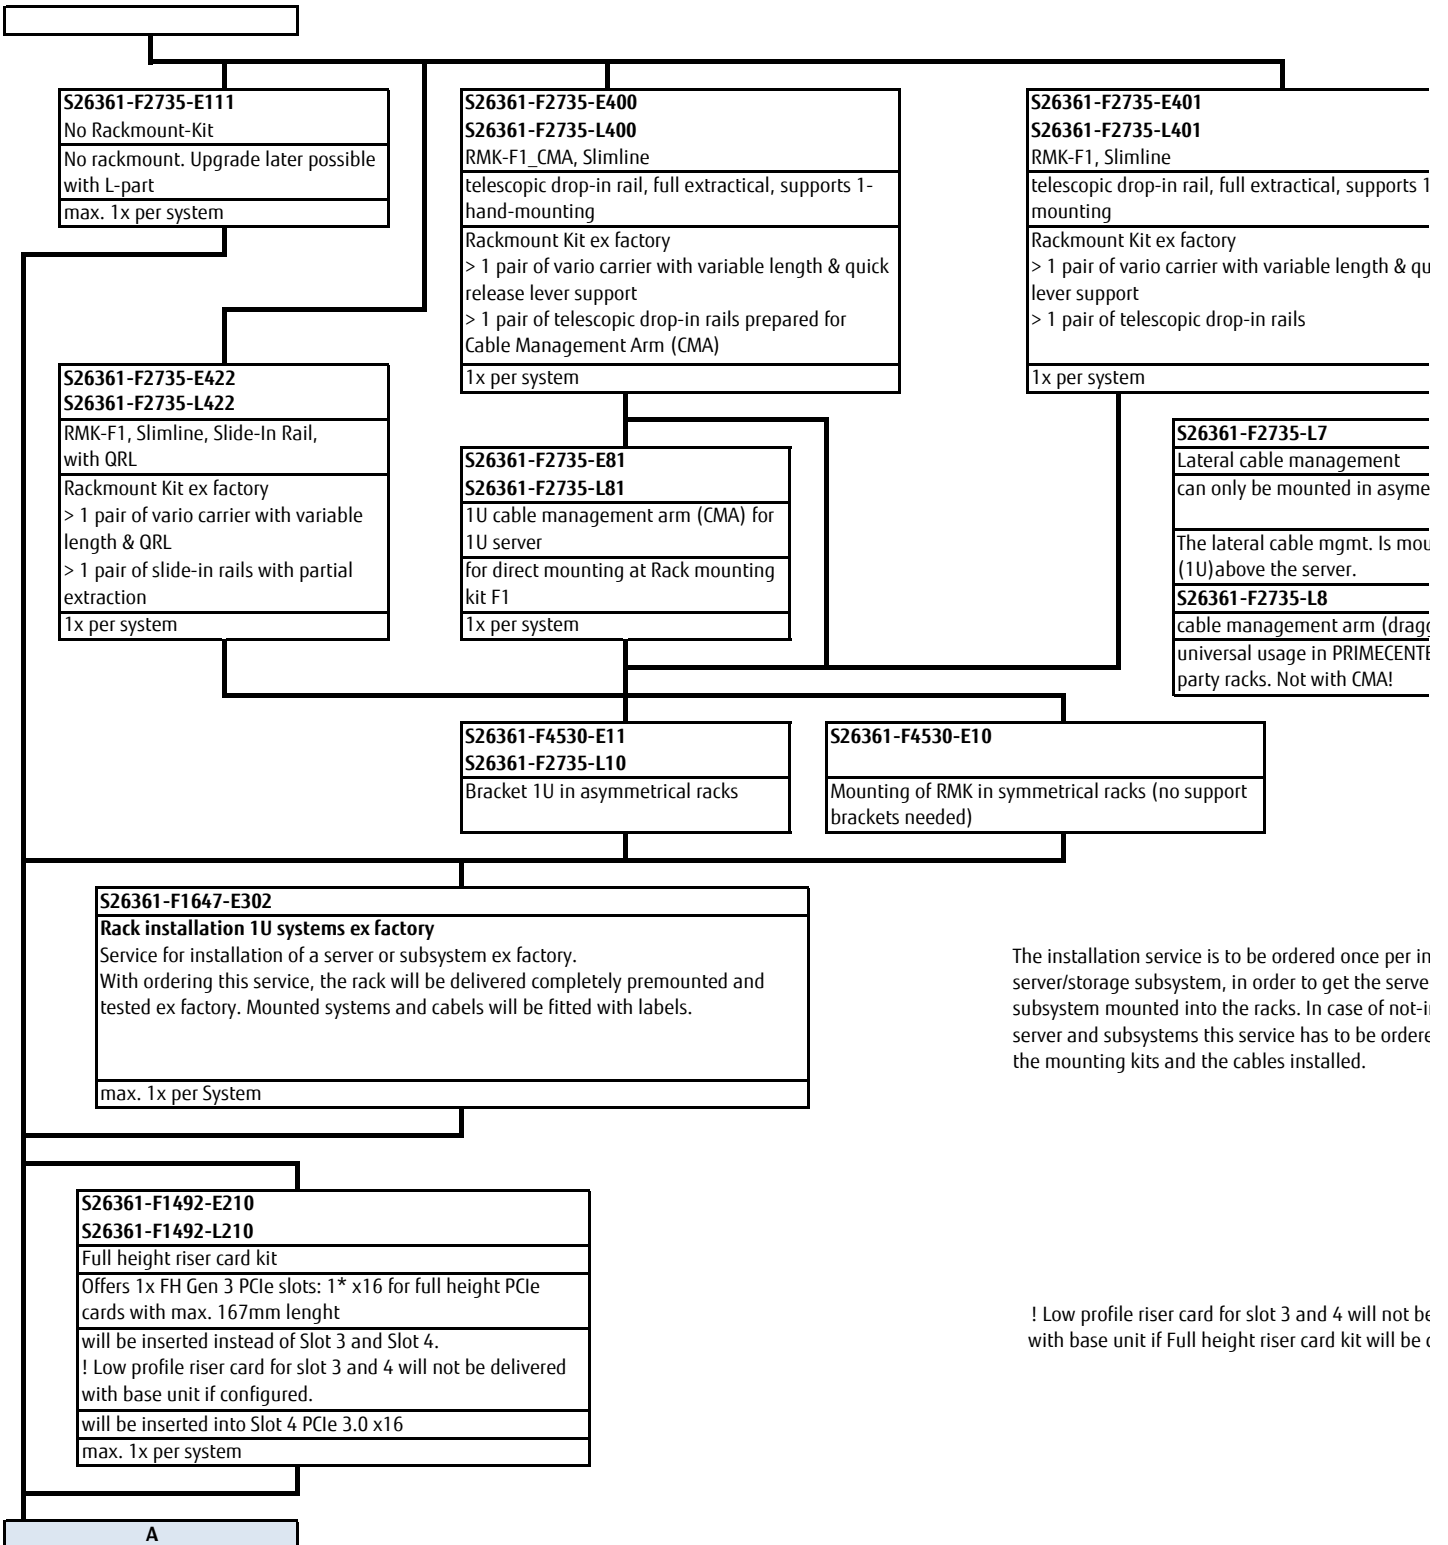 S26361-F2735-E111
No Rackmount-Kit
No rackmount. Upgrade later possible
with L-part
max. 1x per system
S26361-F2735-E400
S26361-F2735-L400
RMK-F1_CMA, Slimline
telescopic drop-in rail, full extractical, supports 1-
hand-mounting
Rackmount Kit ex factory
> 1 pair of vario carrier with variable length & quick
release lever support
> 1 pair of telescopic drop-in rails prepared for
Cable Management Arm (CMA)
1x per system
S26361-F2735-E401
S26361-F2735-L401
RMK-F1, Slimline
telescopic drop-in rail, full extractical, supports
mounting
Rackmount Kit ex factory
> 1 pair of vario carrier with variable length &
lever support
> 1 pair of telescopic drop-in rails
1x per system
S26361-F2735-E422
S26361-F2735-L422
RMK-F1, Slimline, Slide-In Rail,
with QRL
Rackmount Kit ex factory
> 1 pair of vario carrier with variable
length & QRL
> 1 pair of slide-in rails with partial
extraction
1x per system
S26361-F2735-E81
S26361-F2735-L81
1U cable management arm (CMA) for
1U server
for direct mounting at Rack mounting
kit F1
1x per system
S26361-F2735-L7
Lateral cable management
can only be mounted in
The lateral cable mgmt. Is
(1U)above the server.
S26361-F2735-L8
cable management arm
universal usage in
party racks. Not with CMA!
S26361-F4530-E11
S26361-F2735-L10
Bracket 1U in asymmetrical racks
S26361-F4530-E10
Mounting of RMK in symmetrical racks (no support
brackets needed)
S26361-F1647-E302
Rack installation 1U systems ex factory
Service for installation of a server or subsystem ex factory.
With ordering this service, the rack will be delivered completely premounted and
tested ex factory. Mounted systems and cabels will be fitted with labels.
max. 1x per System
The installation service is to be ordered once per
server/storage subsystem, in order to get the
subsystem mounted into the racks. In case of
server and subsystems this service has to be
the mounting kits and the cables installed.
S26361-F1492-E210
S26361-F1492-L210
Full height riser card kit
Offers 1x FH Gen 3 PCIe slots: 1* x16 for full height PCIe
cards with max. 167mm lenght
will be inserted instead of Slot 3 and Slot 4.
! Low profile riser card for slot 3 and 4 will not be delivered
with base unit if configured.
will be inserted into Slot 4 PCIe 3.0 x16
max. 1x per system
! Low profile riser card for slot 3 and 4 will not
with base unit if Full height riser card kit will be
A